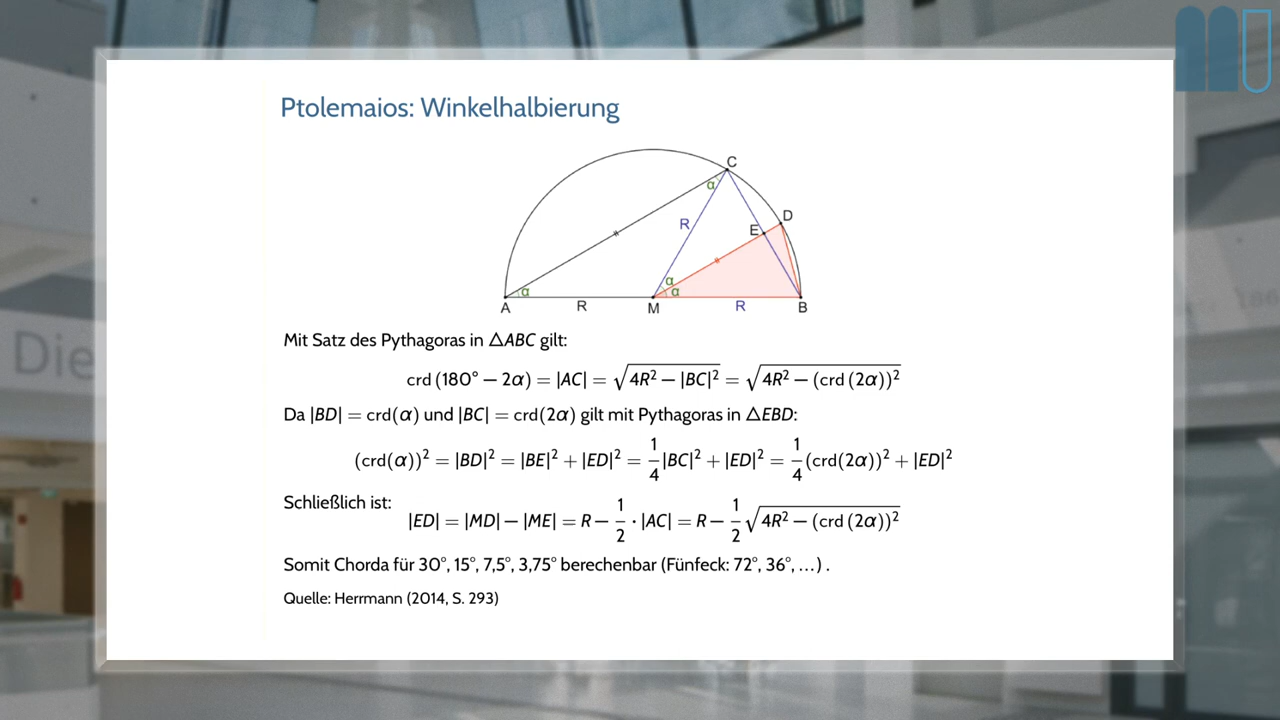 Ptolemaios: Winkelhalbierung
C
α
D
R
E
α
α
α
A
R
M
R
B
Mit Satz des Pythagoras in △ABC gilt:
crd (180° − 2α) = |AC| = √(4R² − |BC|²) = √(4R² − (crd (2α))²)
Da |BD| = crd(α) und |BC| = crd(2α) gilt mit Pythagoras in △EBD:
(crd(α))² = |BD|² = |BE|² + |ED|² = 1/4|BC|² + |ED|² = 1/4(crd(2α))² + |ED|²
Schließlich ist:
|ED| = |MD| − |ME| = R − 1/2 · |AC| = R − 1/2√(4R² − (crd (2α))²)
Somit Chorda für 30°, 15°, 7,5°, 3,75° berechenbar (Fünfeck: 72°, 36°, …) .
Quelle: Herrmann (2014, S. 293)
Die